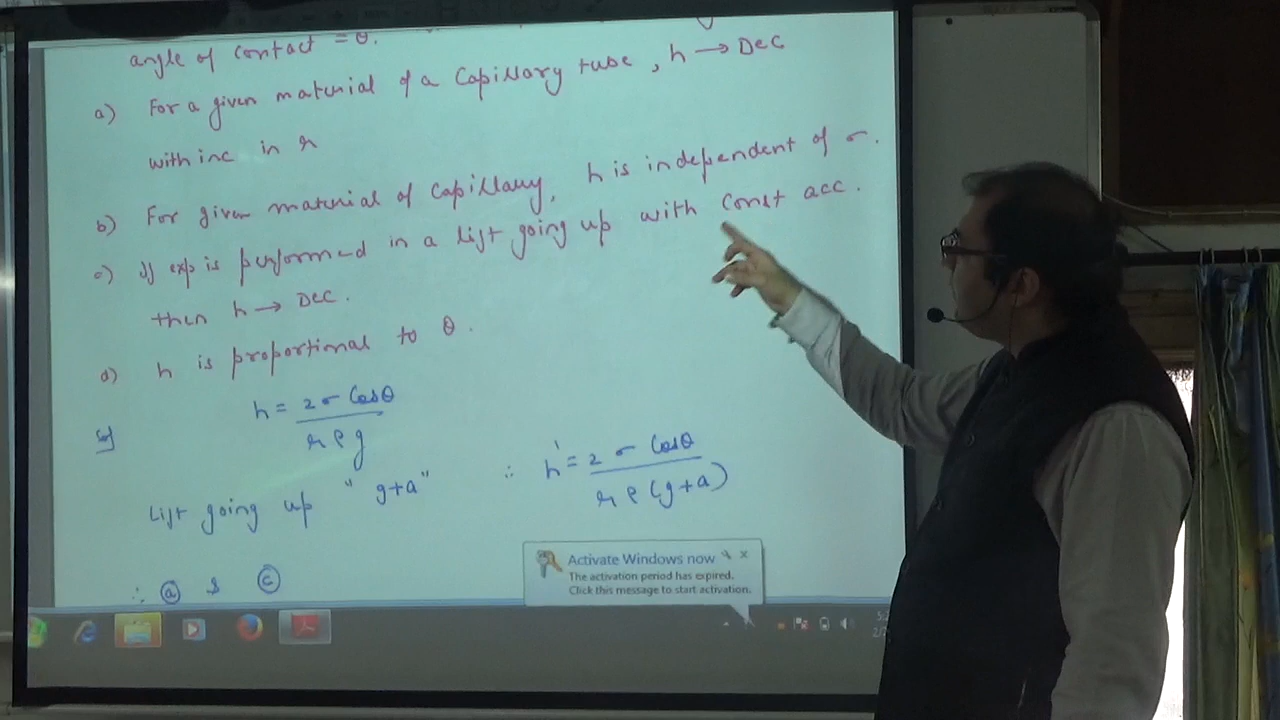 angle of contact = θ.
a) For a given material of a capillary tube, h → Dec
with inc in r
b) For given material of capillary, h is independent of σ.
c) If exp is performed in a lift going up with const acc.
then h → Dec.
d) h is proportional to θ.
Sol
h = 2σ Cosθ / rρg
Lift going up "g+a" ∴ h' = 2σ Cosθ / rρ(g+a)
∴ ⓐ & ⓒ
Activate Windows now
The activation period has expired.
Click this message to start activation.